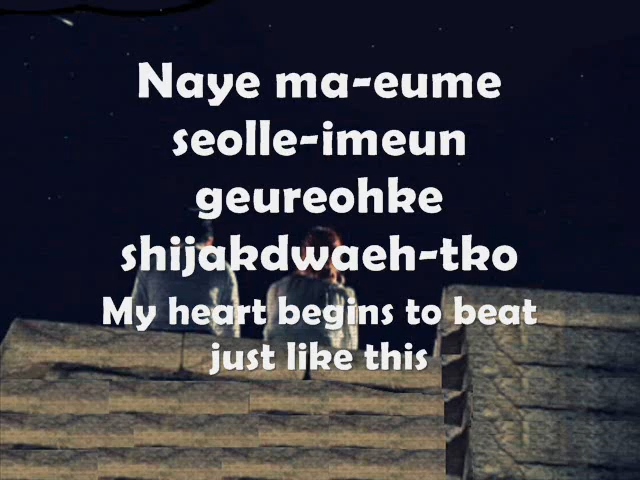 Naye ma-eume
seolle-imeun
geureohke
shijakdwaeh-tko
My heart begins to beat
just like this